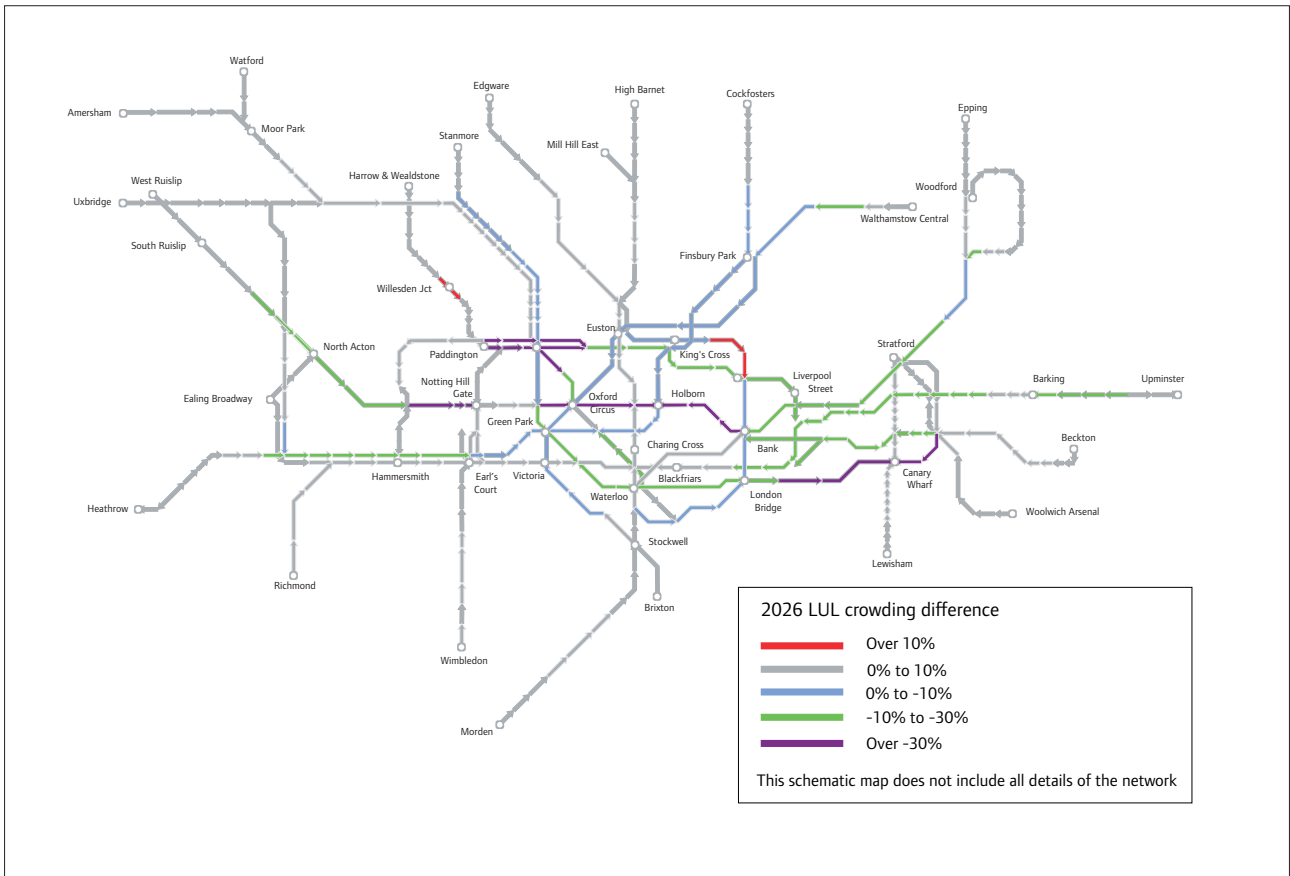 Watford
Edgware
High Barnet
Cockfosters
Epping
Amersham
Moor Park
Stanmore
Mill Hill East
Harrow & Wealdstone
West Ruislip
Woodford
Uxbridge
Walthamstow Central
South Ruislip
Finsbury Park
Willesden Jct
Euston
North Acton
Paddington
King's Cross
Stratford
Notting Hill
Gate
Liverpool
Street
Barking
Upminster
Ealing Broadway
Oxford
Circus
Holborn
Green Park
Charing Cross
Bank
Beckton
Hammersmith
Earl's
Court
Victoria
Blackfriars
Canary
Wharf
Waterloo
London
Bridge
Heathrow
Woolwich Arsenal
Stockwell
Lewisham
Richmond
Brixton
Wimbledon
Morden
2026 LUL crowding difference
Over 10%
0% to 10%
0% to -10%
-10% to -30%
Over -30%
This schematic map does not include all details of the network